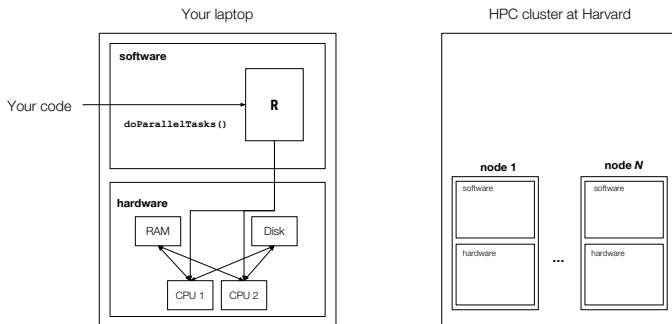 Your laptop
HPC cluster at Harvard
software
R
Your code
doParallelTasks()
node 1
node N
software
software
hardware
RAM
Disk
hardware
hardware
...
CPU 1
CPU 2